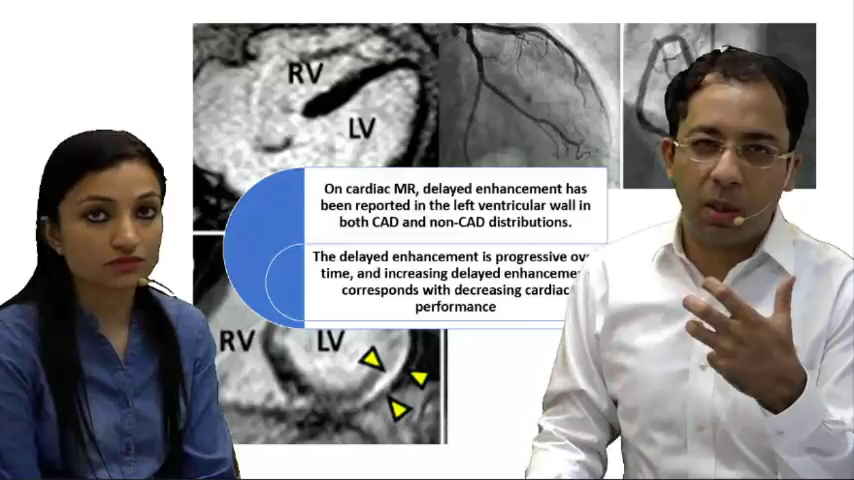 RV
LV
On cardiac MR, delayed enhancement has
been reported in the left ventricular wall in
both CAD and non-CAD distributions.
The delayed enhancement is progressive
time, and increasing delayed
corresponds with decreasing cardiac
performance
RV
LV